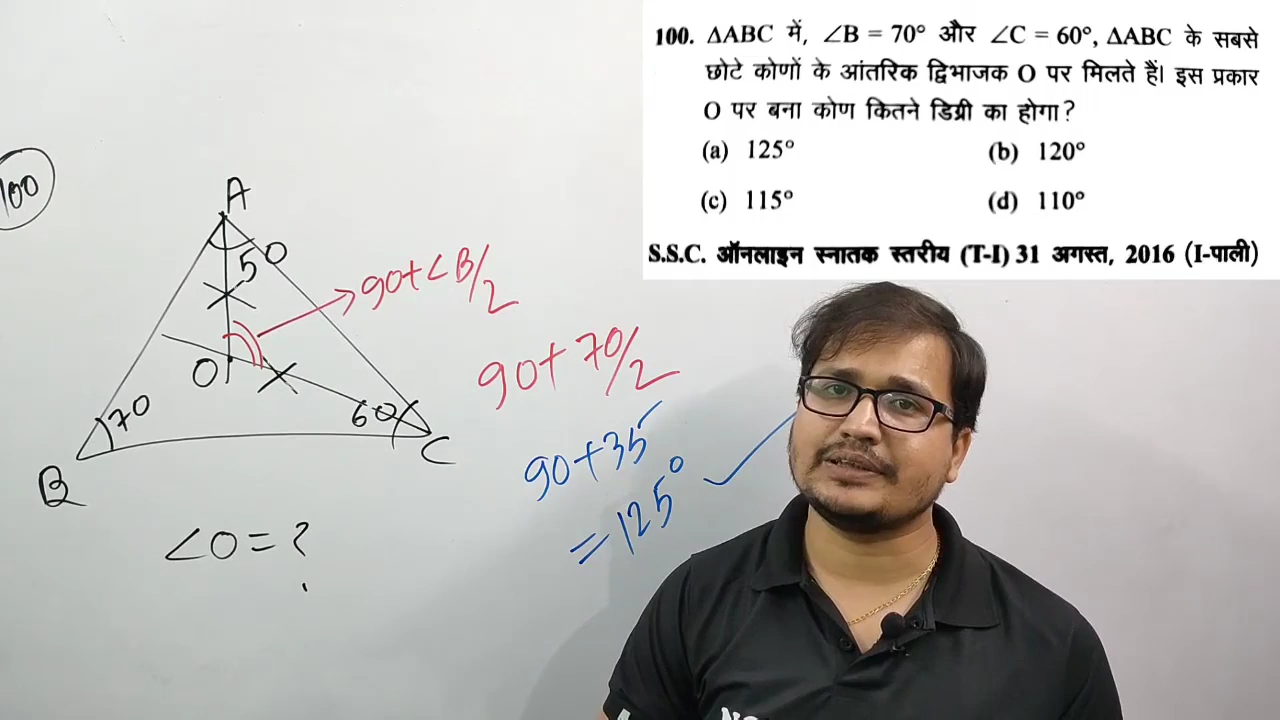 100. ΔABC में, ∠B = 70° और ∠C = 60°, ΔABC के सबसे
छोटे कोणों के आंतरिक द्विभाजक O पर मिलते हैं। इस प्रकार
O पर बना कोण कितने डिग्री का होगा?
(a) 125° (b) 120°
(c) 115° (d) 110°
S.S.C. ऑनलाइन स्नातक स्तरीय (T-I) 31 अगस्त, 2016 (I-पाली)
100
A
50
90+∠B/2
O
90+70/2
70
60
B
C
90+35
=125°
∠O=?